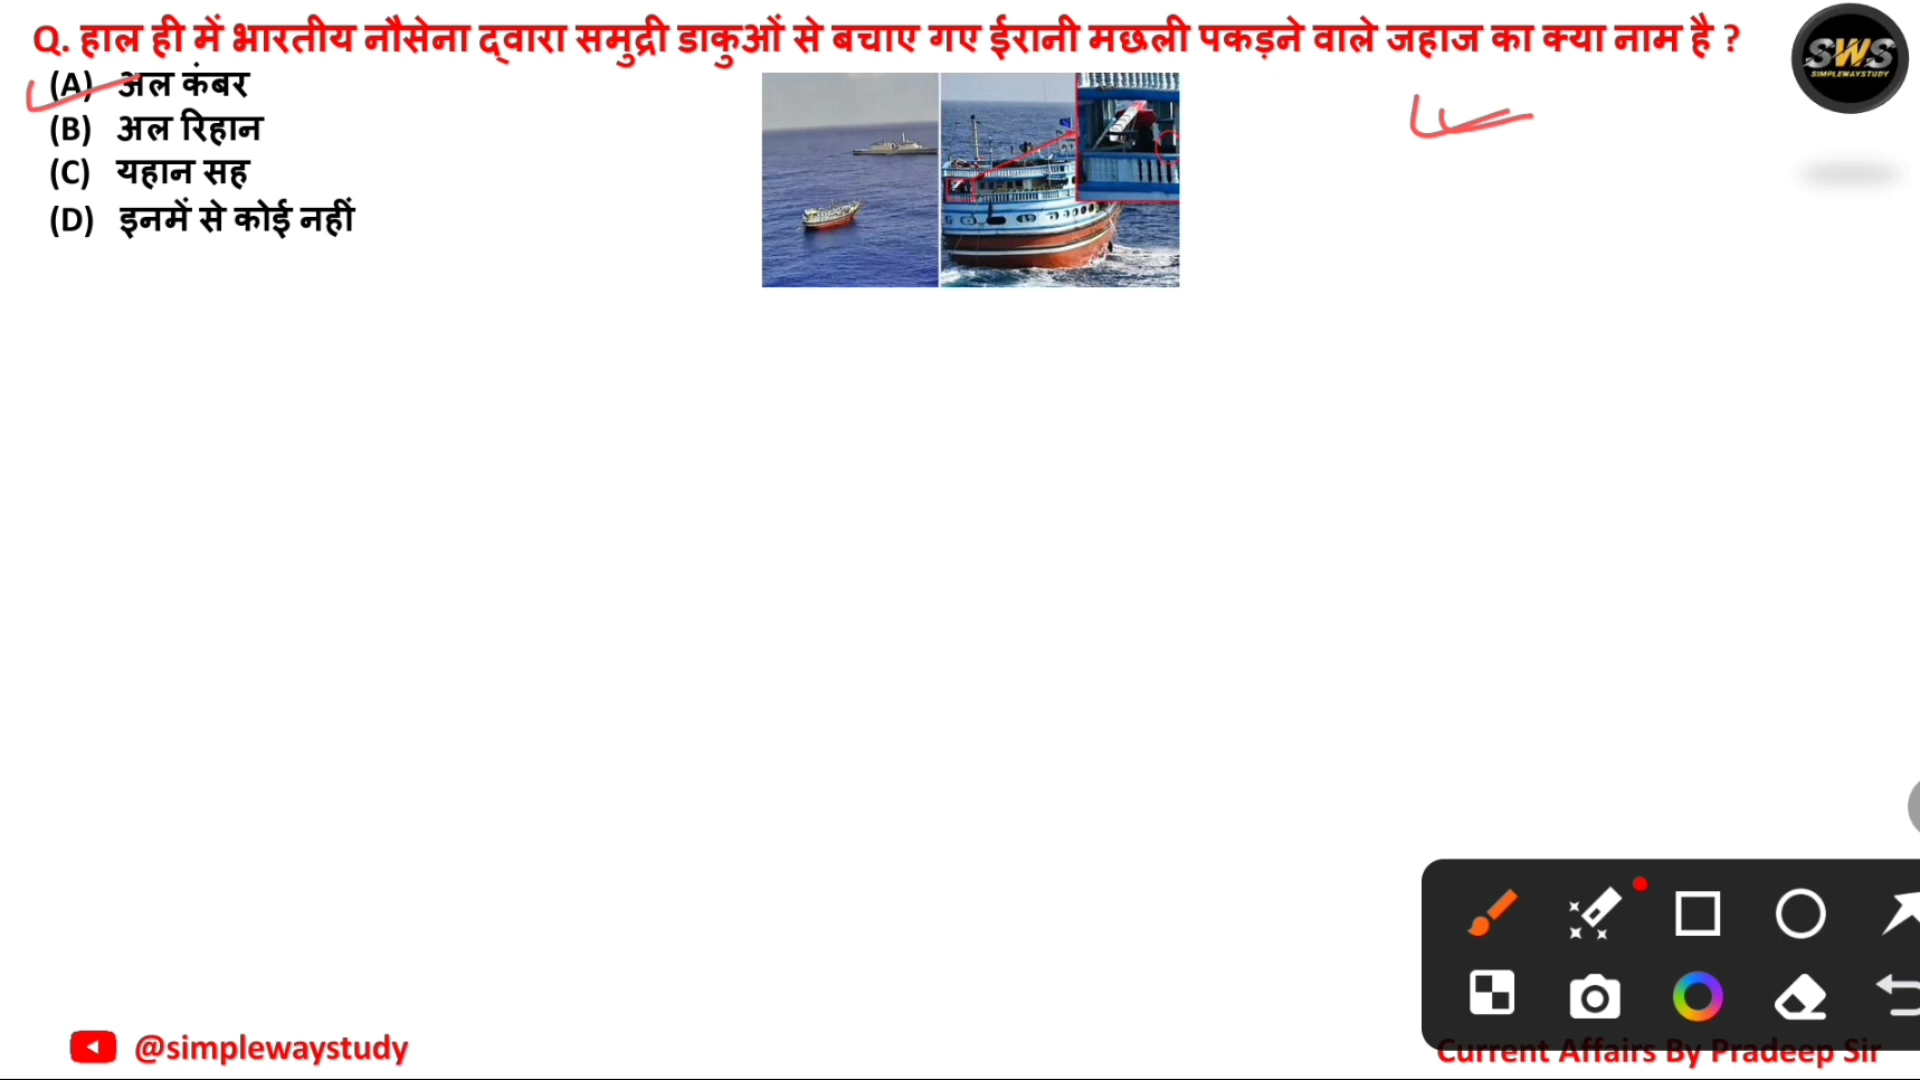 Q. हाल ही में भारतीय नौसेना द्वारा समुद्री डाकुओं से बचाए गए ईरानी मछली पकड़ने वाले जहाज का क्या नाम है ?
(A) अल कंबर
(B) अल रिहान
(C) यहान सह
(D) इनमें से कोई नहीं
SWS
SIMPLEWAYSTUDY
@simplewaystudy
Current Affairs By Pradeep Sir